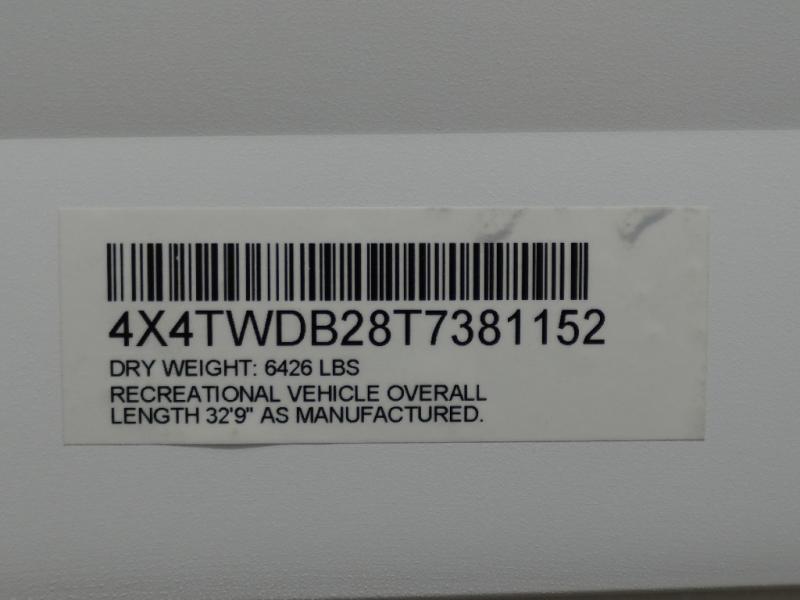 4X4TWDB28T7381152
DRY WEIGHT: 6426 LBS
RECREATIONAL VEHICLE OVERALL
LENGTH 32'9" AS MANUFACTURED.